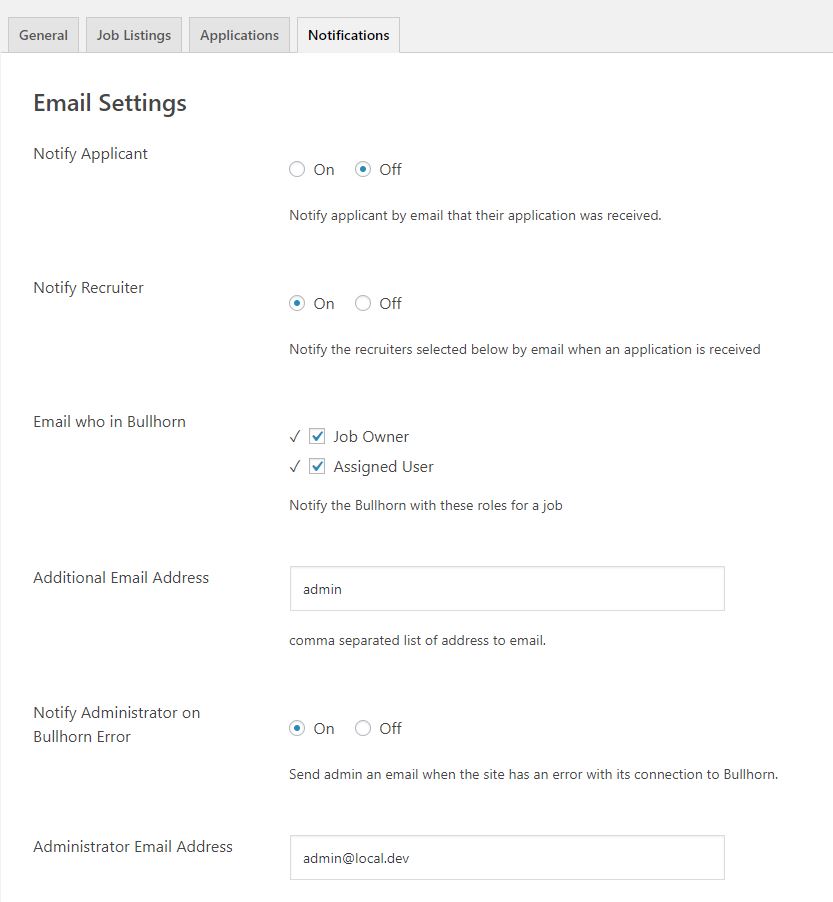 General Job Listings Applications Notifications
Email Settings
Notify Applicant
On Off
Notify applicant by email that their application was received.
Notify Recruiter
On Off
Notify the recruiters selected below by email when an application is received
Email who in Bullhorn
✓ Job Owner
✓ Assigned User
Notify the Bullhorn with these roles for a job
Additional Email Address
admin
comma separated list of address to email.
Notify Administrator on
Bullhorn Error
On Off
Send admin an email when the site has an error with its connection to Bullhorn.
Administrator Email Address
admin@local.dev